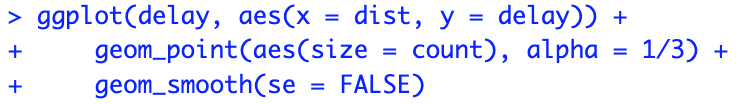 > ggplot(delay, aes(x = dist, y = delay)) +
+     geom_point(aes(size = count), alpha = 1/3) +
+     geom_smooth(se = FALSE)